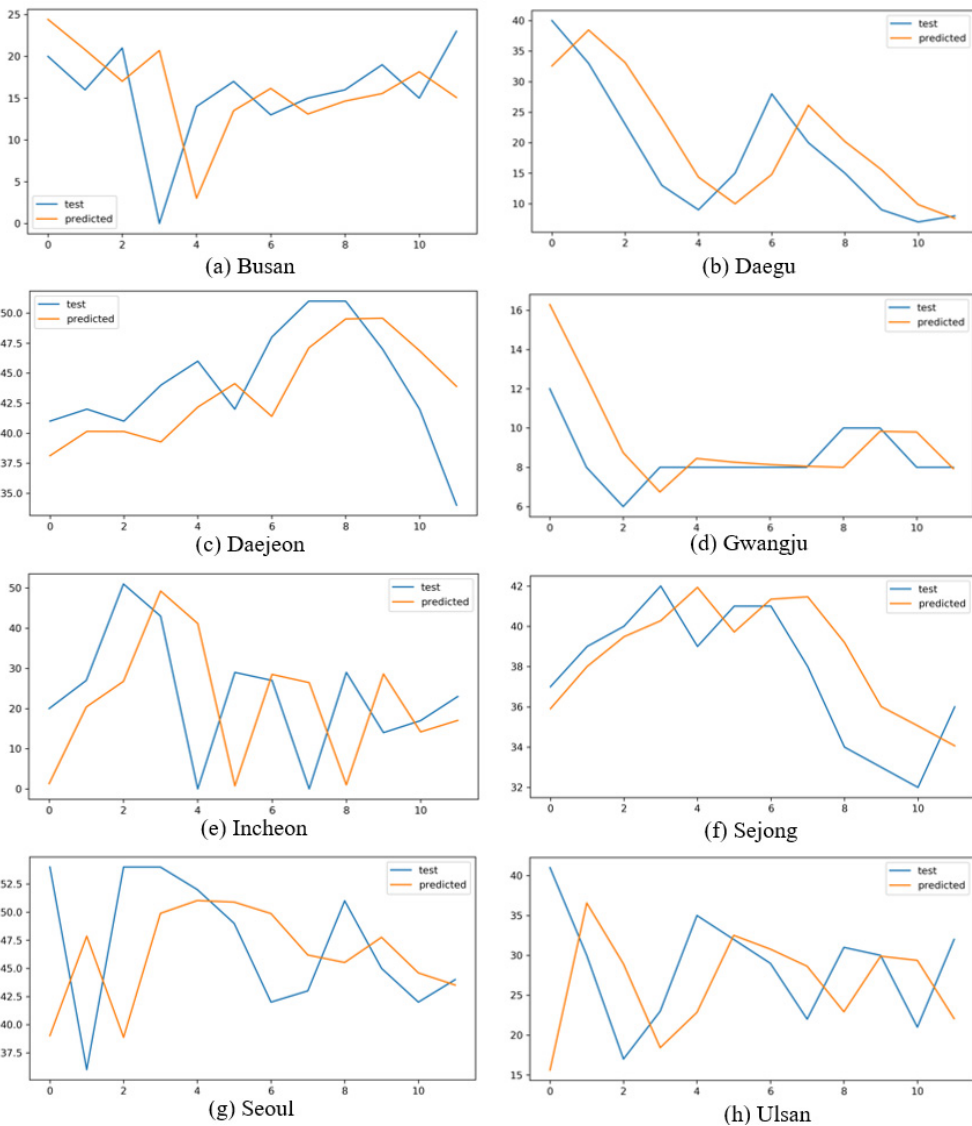 25
20
15
10
5
0
test
predicted
0 2 4 6 8 10
(a) Busan
40
35
30
25
20
15
10
test
predicted
0 2 4 6 8 10
(b) Daegu
50.0
47.5
45.0
42.5
40.0
37.5
35.0
test
predicted
0 2 4 6 8 10
(c) Daejeon
16
14
12
10
8
6
test
predicted
0 2 4 6 8 10
(d) Gwangju
50
40
30
20
10
0
test
predicted
0 2 4 6 8 10
(e) Incheon
42
40
38
36
34
32
test
predicted
0 2 4 6 8 10
(f) Sejong
52.5
50.0
47.5
45.0
42.5
40.0
37.5
test
predicted
0 2 4 6 8 10
(g) Seoul
40
35
30
25
20
15
test
predicted
0 2 4 6 8 10
(h) Ulsan